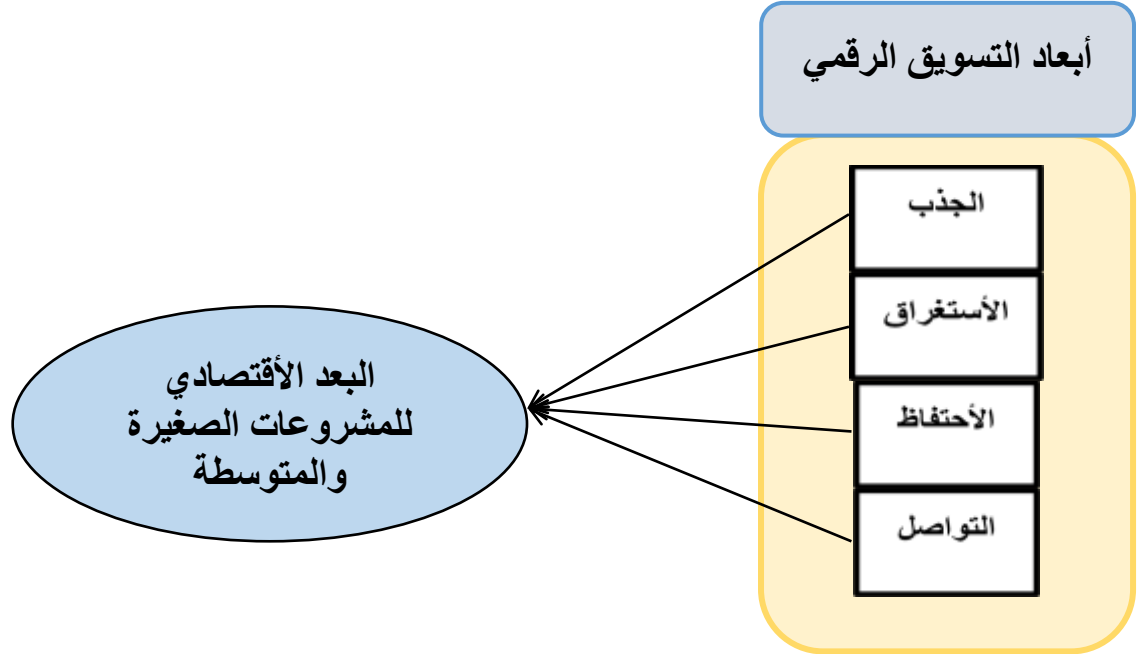 أبعاد التسويق الرقمي
الجذب
الأستغراق
الأحتفاظ
التواصل
البعد الأقتصادي
للمشروعات الصغيرة
والمتوسطة